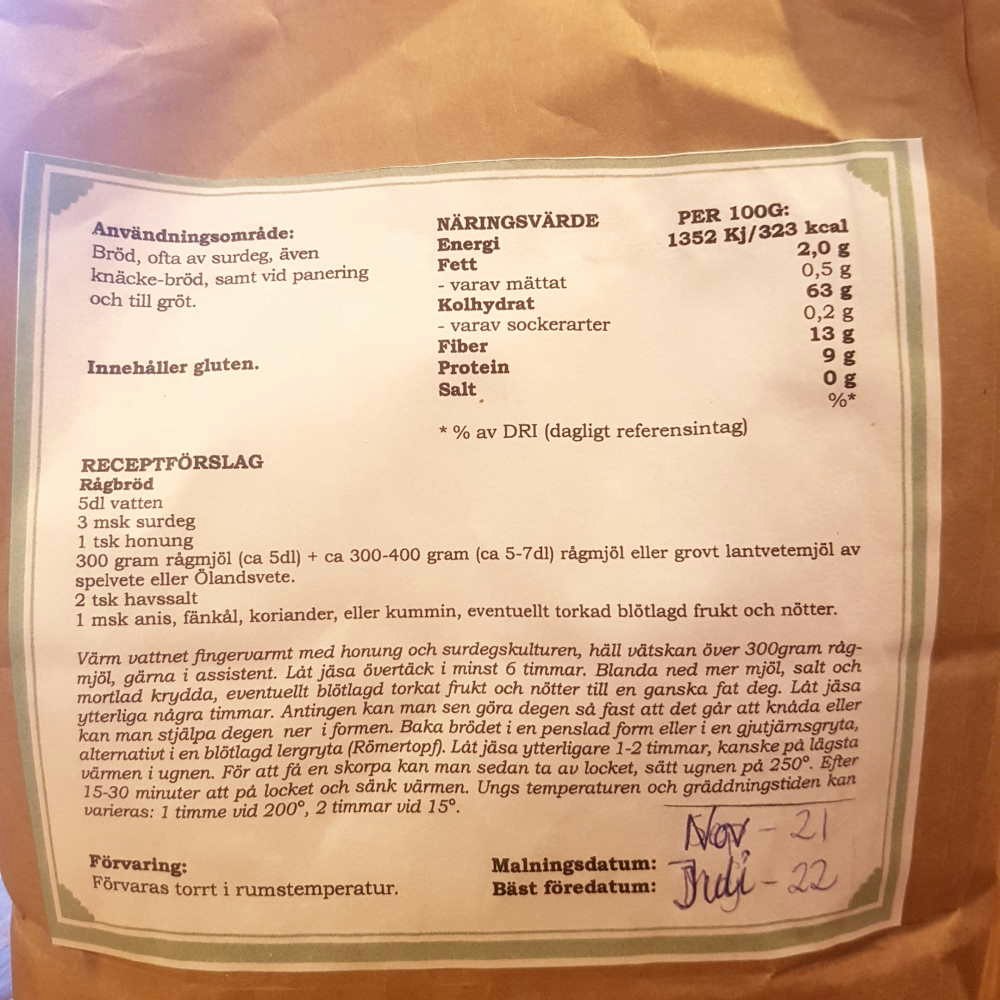 Användningsområde:
Bröd, ofta av surdeg, även
knäcke-bröd, samt vid panering
och till gröt.
Innehåller gluten.
NÄRINGSVÄRDE PER 100G:
Energi 1352 Kj/323 kcal
Fett 2,0 g
- varav mättat 0,5 g
Kolhydrat 63 g
- varav sockerarter 0,2 g
Fiber 13 g
Protein 9 g
Salt 0 g
%*
* % av DRI (dagligt referensintag)
RECEPTFÖRSLAG
Rågbröd
5dl vatten
3 msk surdeg
1 tsk honung
300 gram rågmjöl (ca 5dl) + ca 300-400 gram (ca 5-7dl) rågmjöl eller grovt lantvetemjöl av
spelvete eller Ölandsvete.
2 tsk havssalt
1 msk anis, fänkål, koriander, eller kummin, eventuellt torkad blötlagd frukt och nötter.
Värm vattnet fingervarmt med honung och surdegskulturen, häll vätskan över 300gram råg-
mjöl, gärna i assistent. Låt jäsa övertäck i minst 6 timmar. Blanda ned mer mjöl, salt och
mortlad krydda, eventuellt blötlagd torkat frukt och nötter till en ganska fat deg. Låt jäsa
ytterliga några timmar. Antingen kan man sen göra degen så fast att det går att knåda eller
kan man stjälpa degen ner i formen. Baka brödet i en penslad form eller i en gjutjärnsgryta,
alternativt i en blötlagd lergryta (Römertopf). Låt jäsa ytterligare 1-2 timmar, kanske på lägsta
värmen i ugnen. För att få en skorpa kan man sedan ta av locket, sätt ugnen på 250°. Efter
15-30 minuter att på locket och sänk värmen. Ungs temperaturen och gräddningstiden kan
varieras: 1 timme vid 200°, 2 timmar vid 15°.
Förvaring:
Förvaras torrt i rumstemperatur.
Malningsdatum: Nov - 21
Bäst föredatum: Juli - 22